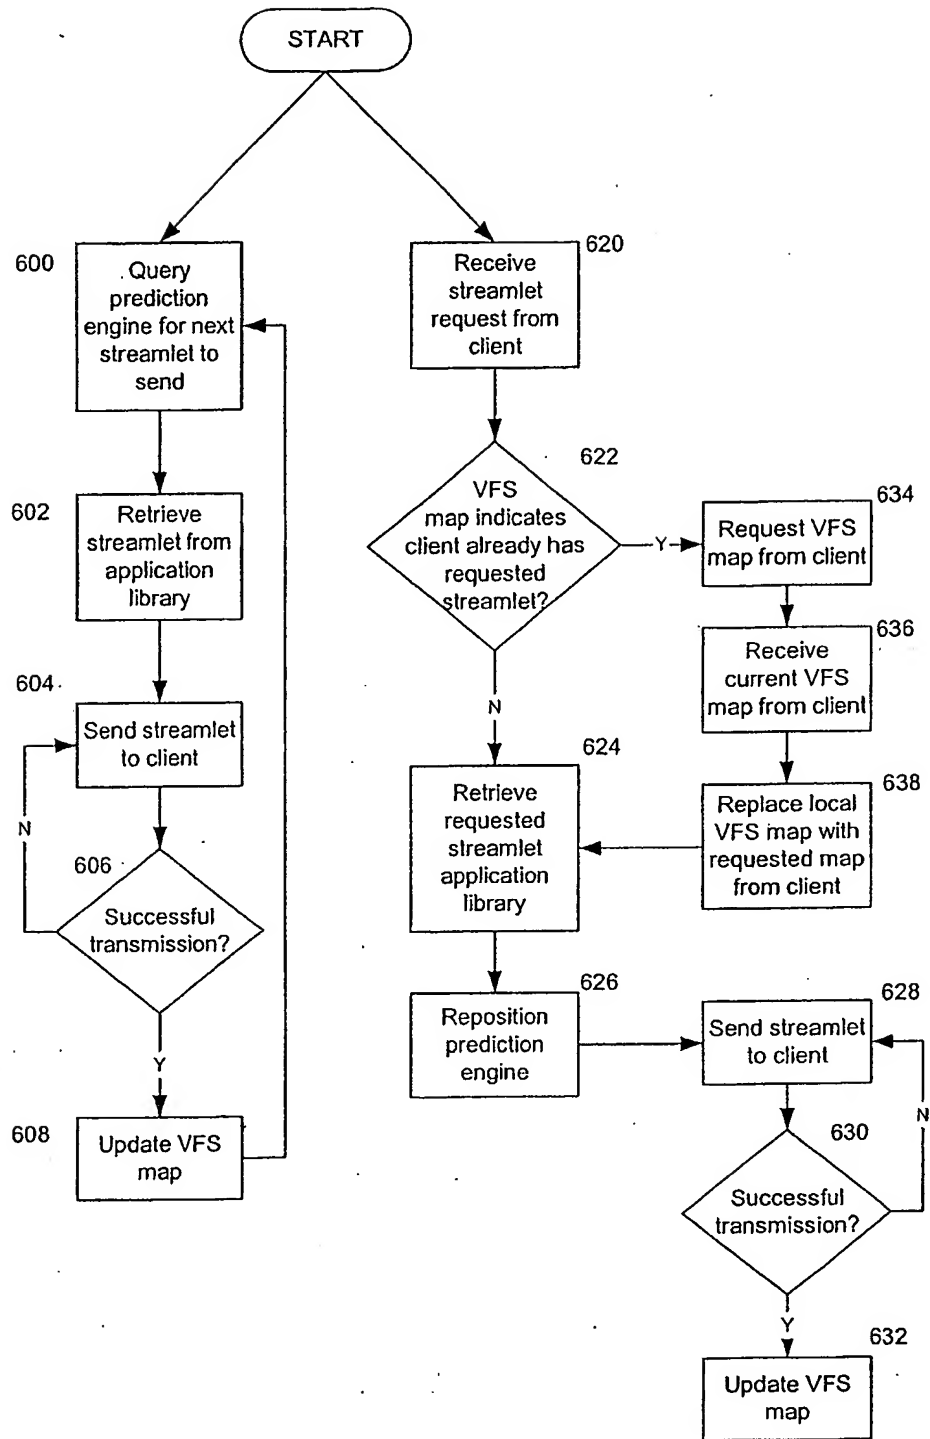 START
600
Query
prediction
engine for next
streamlet to
send
602
Retrieve
streamlet from
application
library
604
Send streamlet
to client
N
606
Successful
transmission?
Y
608
Update VFS
map
620
Receive
streamlet
request from
client
622
VFS
map indicates
client already has
requested
streamlet?
Y
N
634
Request VFS
map from client
636
Receive
current VFS
map from client
638
Replace local
VFS map with
requested map
from client
624
Retrieve
requested
streamlet
application
library
626
Reposition
prediction
engine
628
Send streamlet
to client
N
630
Successful
transmission?
Y
632
Update VFS
map